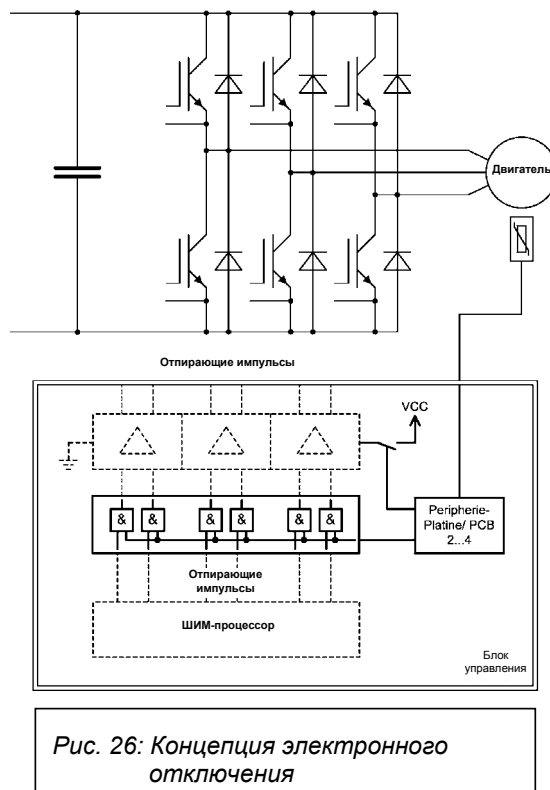 Двигатель
Отпирающие импульсы
VCC
& & & & & &
Peripherie-
Platine/ PCB
2...4
Отпирающие
импульсы
ШИМ-процессор
Блок
управления
Рис. 26: Концепция электронного
отключения